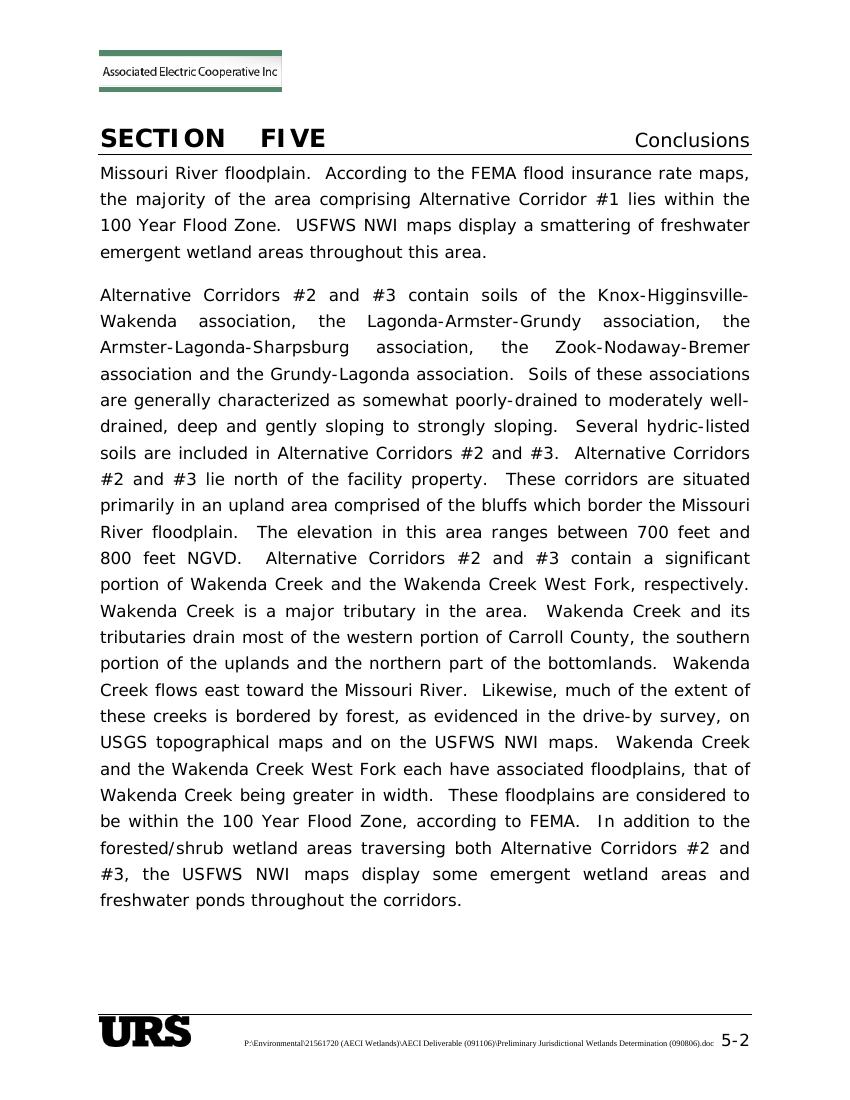 Associated Electric Cooperative Inc
SECTION FIVE Conclusions
Missouri River floodplain. According to the FEMA flood insurance rate maps,
the majority of the area comprising Alternative Corridor #1 lies within the
100 Year Flood Zone. USFWS NWI maps display a smattering of freshwater
emergent wetland areas throughout this area.
Alternative Corridors #2 and #3 contain soils of the Knox-Higginsville-
Wakenda association, the Lagonda-Armster-Grundy association, the
Armster-Lagonda-Sharpsburg association, the Zook-Nodaway-Bremer
association and the Grundy-Lagonda association. Soils of these associations
are generally characterized as somewhat poorly-drained to moderately well-
drained, deep and gently sloping to strongly sloping. Several hydric-listed
soils are included in Alternative Corridors #2 and #3. Alternative Corridors
#2 and #3 lie north of the facility property. These corridors are situated
primarily in an upland area comprised of the bluffs which border the Missouri
River floodplain. The elevation in this area ranges between 700 feet and
800 feet NGVD. Alternative Corridors #2 and #3 contain a significant
portion of Wakenda Creek and the Wakenda Creek West Fork, respectively.
Wakenda Creek is a major tributary in the area. Wakenda Creek and its
tributaries drain most of the western portion of Carroll County, the southern
portion of the uplands and the northern part of the bottomlands. Wakenda
Creek flows east toward the Missouri River. Likewise, much of the extent of
these creeks is bordered by forest, as evidenced in the drive-by survey, on
USGS topographical maps and on the USFWS NWI maps. Wakenda Creek
and the Wakenda Creek West Fork each have associated floodplains, that of
Wakenda Creek being greater in width. These floodplains are considered to
be within the 100 Year Flood Zone, according to FEMA. In addition to the
forested/shrub wetland areas traversing both Alternative Corridors #2 and
#3, the USFWS NWI maps display some emergent wetland areas and
freshwater ponds throughout the corridors.
URS P:\Environmental\21561720 (AECI Wetlands)\AECI Deliverable (091106)\Preliminary Jurisdictional Wetlands Determination (090806).doc 5-2